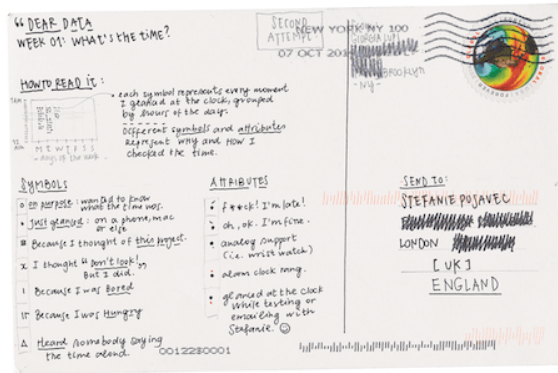 “ DEAR DATA
WEEK 01: WHAT'S the TIME?
HOW TO READ it:
• each symbol represents every moment
I glanced at the clock, grouped
by hours of the day.
Different symbols and attributes
Represent why and how I
checked the time.
M T W T F S S
- days of the week
SYMBOLS
on purpose: wanted to know
what the time was.
Just glanced: on a phone, mac
or else
Because I thought of this project.
x I thought "Don't look!"
But I did.
Because I was Bored
Because I was Hungry
Δ Heard somebody saying
the time aloud.
ATTRIBUTES
f**ck! I'm late!
oh, ok. I'm fine.
analog support
(i.e. wrist watch)
alarm clock rang.
glanced at the clock
while texting or
emailing with
Stefanie. ☺
SECOND
ATTEMPT
NEW YORK NY 100
07 OCT 201
GIORGIA LUPI
BROOKLYN
- NY -
SEND TO:
STEFANIE POSAVEC
LONDON
[UK]
ENGLAND